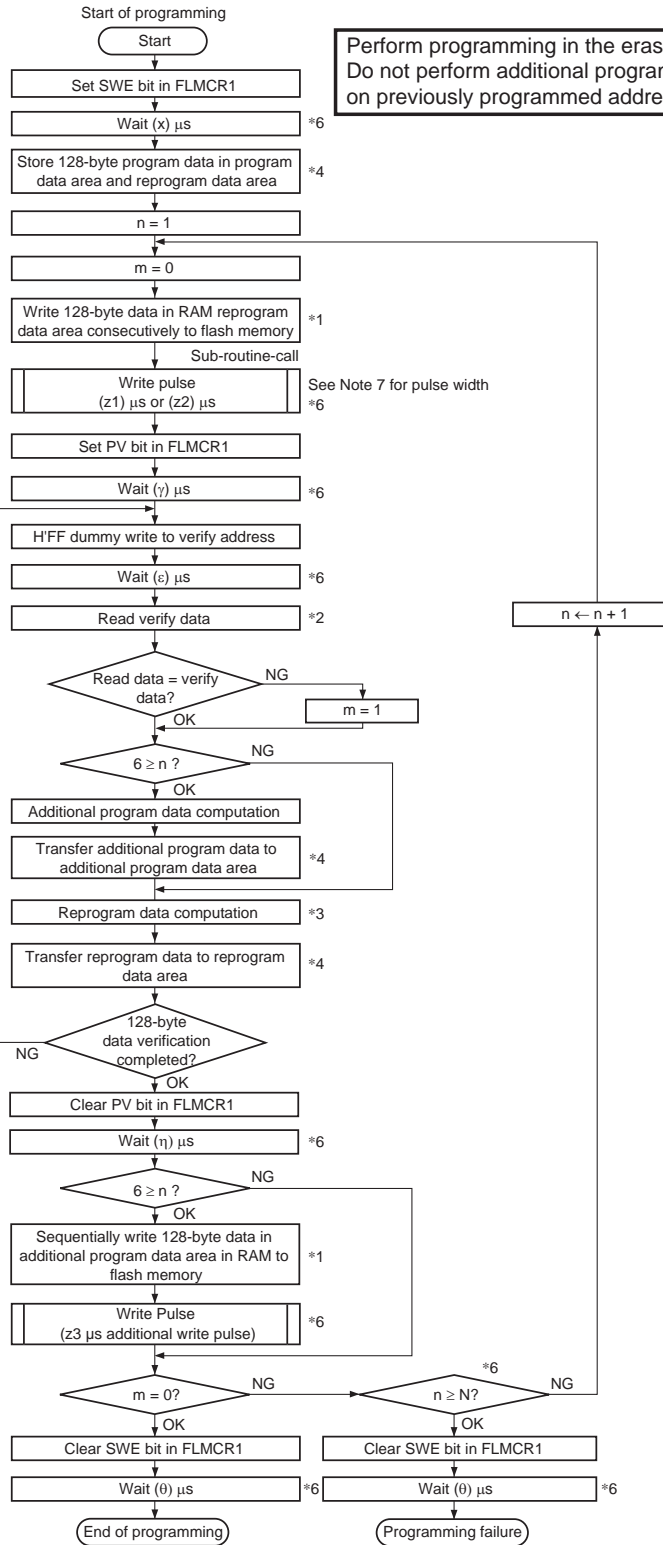 Start of programming
Start
Perform programming in the eras
Do not perform additional program
on previously programmed addre
Set SWE bit in FLMCR1
Wait (x) μs *6
Store 128-byte program data in program
data area and reprogram data area
*4
n = 1
m = 0
Write 128-byte data in RAM reprogram
data area consecutively to flash memory
*1
Sub-routine-call
Write pulse
(z1) μs or (z2) μs
See Note 7 for pulse width
*6
Set PV bit in FLMCR1
Wait (γ) μs *6
H'FF dummy write to verify address
Wait (ε) μs *6
Read verify data *2
n ← n + 1
Read data = verify
data?
NG
m = 1
OK
6 ≥ n ?
NG
OK
Additional program data computation
Transfer additional program data to
additional program data area
*4
Reprogram data computation *3
Transfer reprogram data to reprogram
data area
*4
128-byte
data verification
completed?
NG
OK
Clear PV bit in FLMCR1
Wait (η) μs *6
6 ≥ n ?
NG
OK
Sequentially write 128-byte data in
additional program data area in RAM to
flash memory
*1
Write Pulse
(z3 µs additional write pulse)
*6
*6
m = 0? NG n ≥ N? NG
OK OK
Clear SWE bit in FLMCR1 Clear SWE bit in FLMCR1
Wait (θ) μs *6 Wait (θ) μs *6
End of programming Programming failure